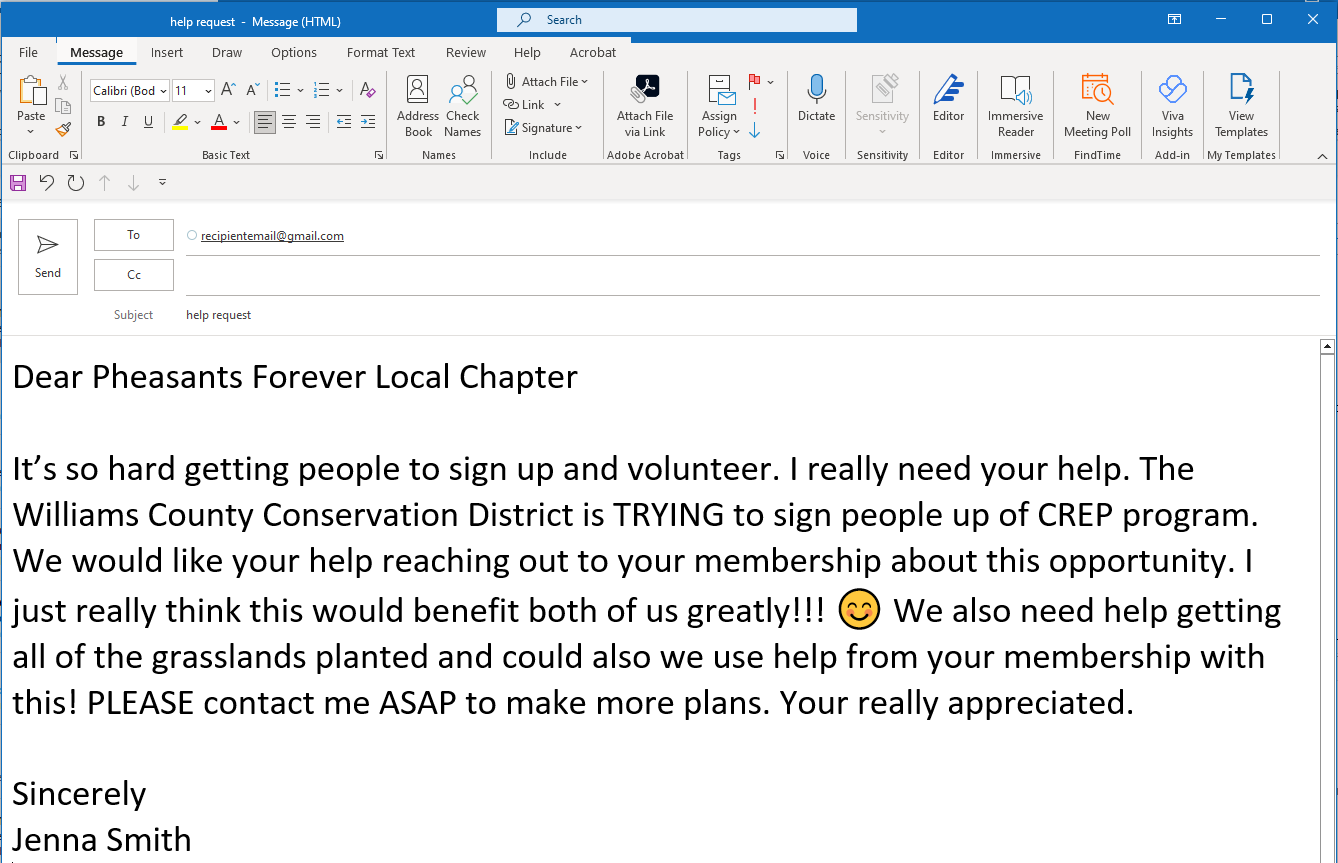 help request - Message (HTML)
Search
File Message Insert Draw Options Format Text Review Help Acrobat
Paste
Clipboard
Calibri (Bod 11 A A
B I U A
Basic Text
Address Book
Check Names
Names
Attach File
Link
Signature
Include
Attach File via Link
Adobe Acrobat
Assign Policy
Tags
Dictate
Voice
Sensitivity
Sensitivity
Editor
Editor
Immersive Reader
Immersive
New Meeting Poll
FindTime
Viva Insights
Add-in
View Templates
My Templates
Send
To
recipientemail@gmail.com
Cc
Subject
help request
Dear Pheasants Forever Local Chapter
It’s so hard getting people to sign up and volunteer. I really need your help. The
Williams County Conservation District is TRYING to sign people up of CREP program.
We would like your help reaching out to your membership about this opportunity. I
just really think this would benefit both of us greatly!!! 😊 We also need help getting
all of the grasslands planted and could also we use help from your membership with
this! PLEASE contact me ASAP to make more plans. Your really appreciated.
Sincerely
Jenna Smith